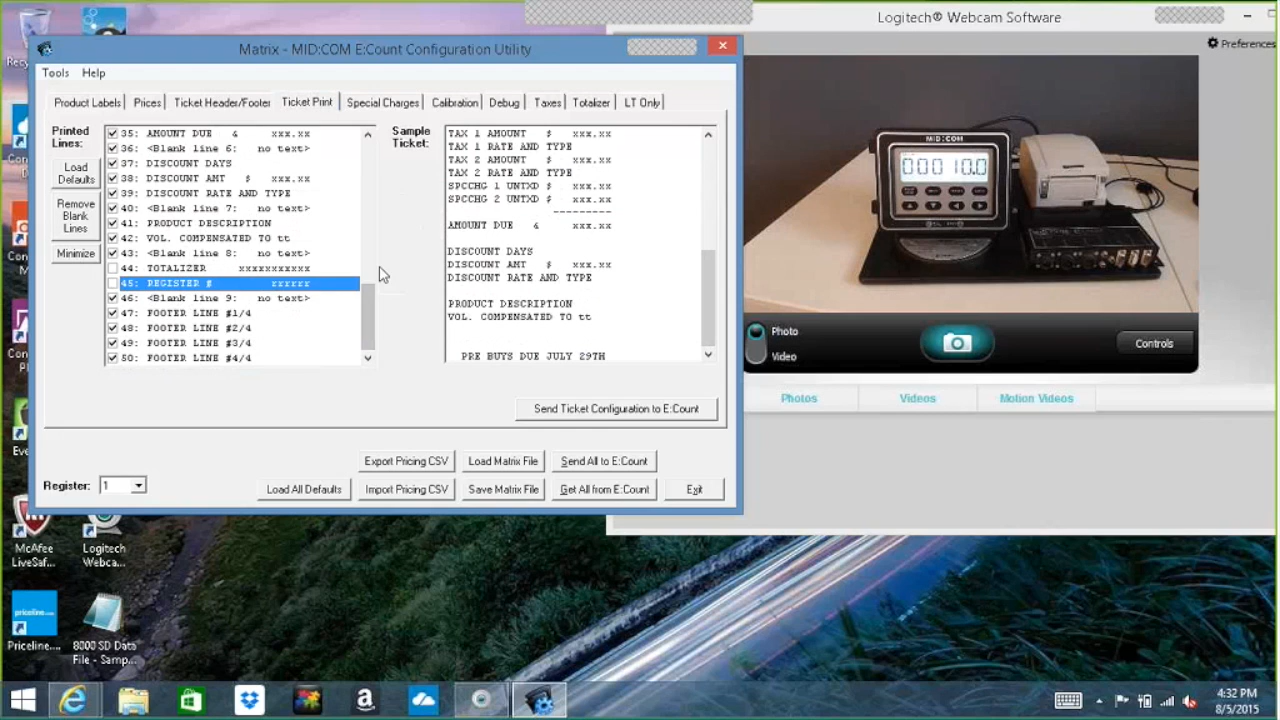 Logitech® Webcam Software
Preferences
Matrix - MID:COM E:Count Configuration Utility
Tools Help
Product Labels Prices Ticket Header/Footer Ticket Print Special Charges Calibration Debug Taxes Totalizer LT Only
Printed Lines:
Load Defaults
Remove Blank Lines
Minimize
35: AMOUNT DUE & xxx.xx
36: <Blank line 6: no text>
37: DISCOUNT DAYS
38: DISCOUNT AMT $ xxx.xx
39: DISCOUNT RATE AND TYPE
40: <Blank line 7: no text>
41: PRODUCT DESCRIPTION
42: VOL. COMPENSATED TO tt
43: <Blank line 8: no text>
44: TOTALIZER xxxxxxxxxxx
45: REGISTER # rrrrrr
46: <Blank line 9: no text>
47: FOOTER LINE #1/4
48: FOOTER LINE #2/4
49: FOOTER LINE #3/4
50: FOOTER LINE #4/4
Sample Ticket:
TAX 1 AMOUNT $ xxx.xx
TAX 1 RATE AND TYPE
TAX 2 AMOUNT $ xxx.xx
TAX 2 RATE AND TYPE
SPCCHG 1 UNTXD $ xxx.xx
SPCCHG 2 UNTXD $ xxx.xx
---------
AMOUNT DUE & xxx.xx
DISCOUNT DAYS
DISCOUNT AMT $ xxx.xx
DISCOUNT RATE AND TYPE
PRODUCT DESCRIPTION
VOL. COMPENSATED TO tt
PRE BUYS DUE JULY 29TH
Send Ticket Configuration to E:Count
Export Pricing CSV Load Matrix File Send All to E:Count
Register: 1
Load All Defaults Import Pricing CSV Save Matrix File Get All from E:Count Exit
MID:COM
00010.0
Photo
Video
Controls
Photos Videos Motion Videos
McAfee
LiveSaf...
Logitech
Webca...
Priceline....
8000 SD Data
File - Samp...
4:32 PM
8/5/2015